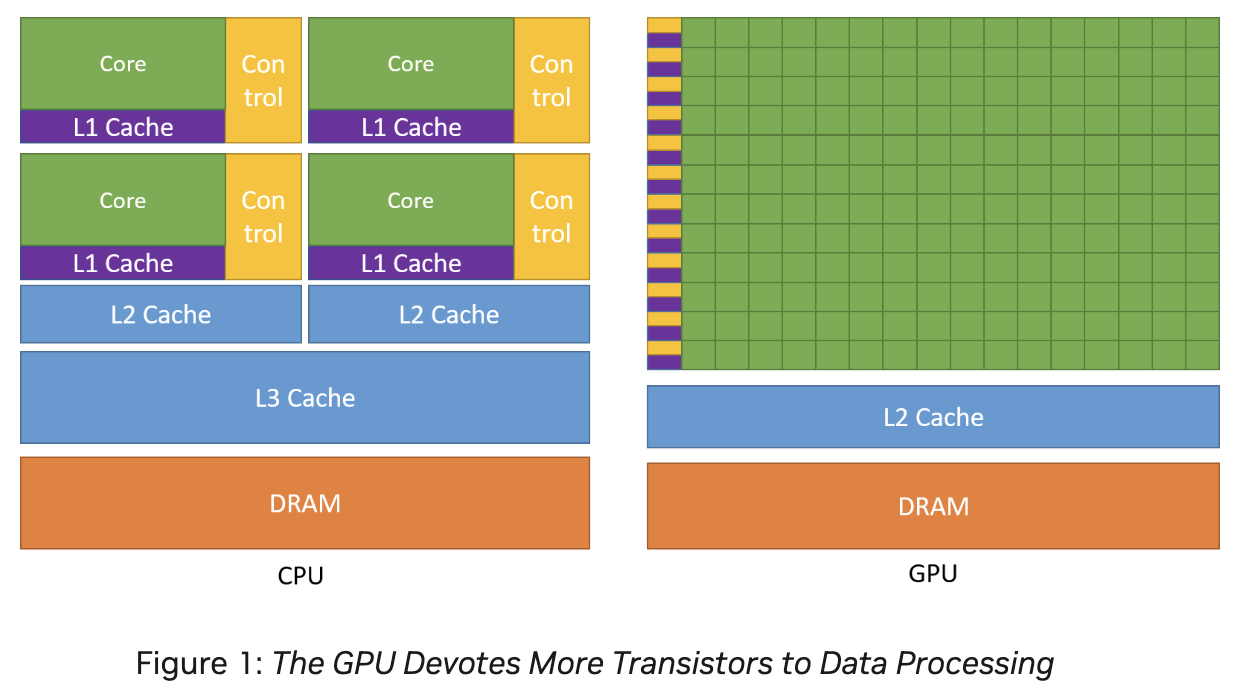 Core
Con
trol
L1 Cache
Core
Con
trol
L1 Cache
Core
Con
trol
L1 Cache
Core
Con
trol
L1 Cache
L2 Cache
L2 Cache
L3 Cache
DRAM
CPU
L2 Cache
DRAM
GPU
Figure 1: The GPU Devotes More Transistors to Data Processing